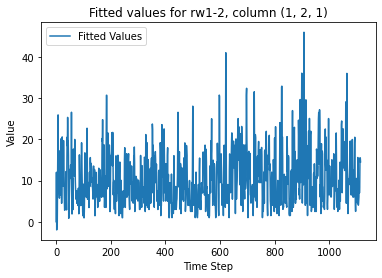 Fitted values for rw1-2, column (1, 2, 1)
Fitted Values
Value
40
30
20
10
0
0
200
400
600
800
1000
Time Step